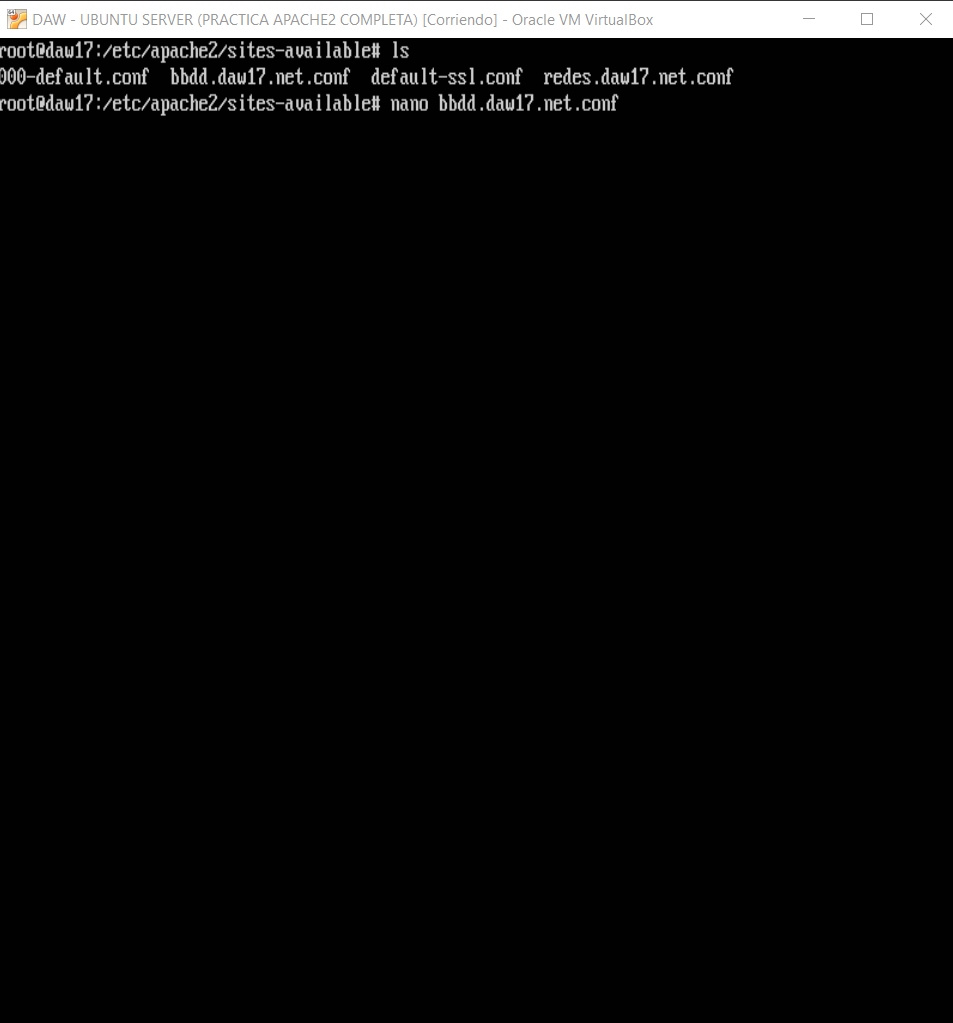 DAW - UBUNTU SERVER (PRACTICA APACHE2 COMPLETA) [Corriendo] - Oracle VM VirtualBox
root@daw17:/etc/apache2/sites-available# ls
000-default.conf  bbdd.daw17.net.conf  default-ssl.conf  redes.daw17.net.conf
root@daw17:/etc/apache2/sites-available# nano bbdd.daw17.net.conf